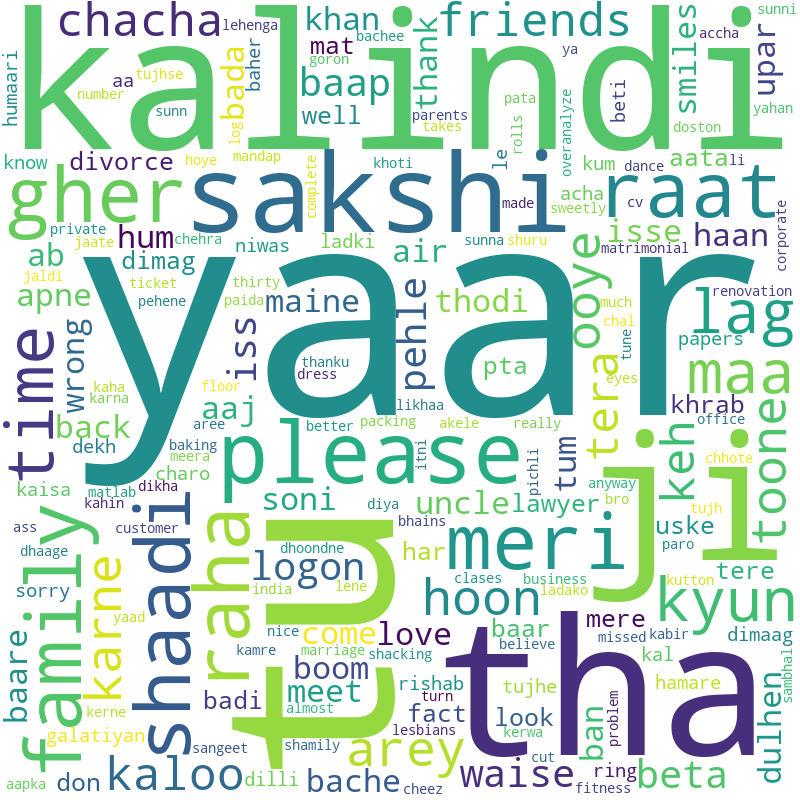 chacha
lehenga
khan
friends
accha
sunni
humaari
kalindi
mat
goron
bachee
baap
thank
smiles
ya
upar
aa
tujhse
number
sunn
bada
baher
log
well
parents
takes
pata
rolls
overanalyze
beti
yahan
doston
know
divorce
hoye
mandap
complete
khoti
le
kum
dance
aata
li
gher
sakshi
made
acha
sweetly
cv
raat
corporate
private
jaate
hum
chehra
niwas
ladki
sunna
shuru
isse
haan
matrimonial
ab
jaldi
dimag
ticket
pehene
air
ooye
renovation
yaar
apne
thirty
paida
maine
iss
pehle
thodi
much
chal
tune
lag
papers
time
wrong
thanku
dress
pta
eyes
maa
kaha
karna
floor
likhaa
tera
khrab
back
aaj
aree
better
packing
akele
really
office
toone
dekh
baking
meera
please
itni
tum
keh
chhote
kaisa
matlab
charo
dikha
kahin
soni
diya
uncle
lawyer
pichli
anyway
bro
tujh
ji
ass
customer
shaadi
raha
tu
dhoondne
bhains
meri
uske
paro
dhaage
family
logon
har
sorry
karne
india
lene
hoon
clases
business
ladako
tere
kutton
kyun
yaad
nice
come
love
baar
believe
mere
missed
kabir
dimaag
baare
kerne
kamre
marriage
shacking
tha
kal
sambhal
boom
rishab
tujhe
hamare
badi
meet
almost
turn
fact
look
ban
problem
dulhen
galatiyan
sangeet
shamily
lesbians
kerwa
arey
cut
aapka
don
kaloo
dilli
bache
cheez
waise
fitness
ring
beta